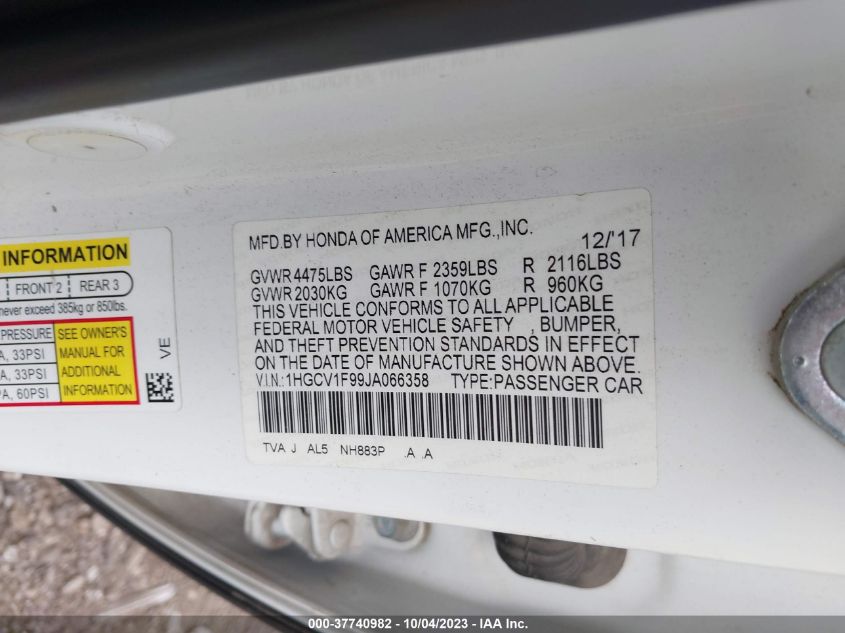 INFORMATION
FRONT 2 REAR 3
never exceed 385kg or 850lbs.
PRESSURE SEE OWNER'S
A, 33PSI MANUAL FOR
A, 33PSI ADDITIONAL
PA, 60PSI INFORMATION
VE
MFD.BY HONDA OF AMERICA MFG.,INC. 12/'17
GVWR 4475LBS GAWR F 2359LBS R 2116LBS
GVWR 2030KG GAWR F 1070KG R 960KG
THIS VEHICLE CONFORMS TO ALL APPLICABLE
FEDERAL MOTOR VEHICLE SAFETY , BUMPER,
AND THEFT PREVENTION STANDARDS IN EFFECT
ON THE DATE OF MANUFACTURE SHOWN ABOVE.
V.I.N.:1HGCV1F99JA066358 TYPE:PASSENGER CAR
TVA J AL5 NH883P .A .A
000-37740982 - 10/04/2023 - IAA Inc.